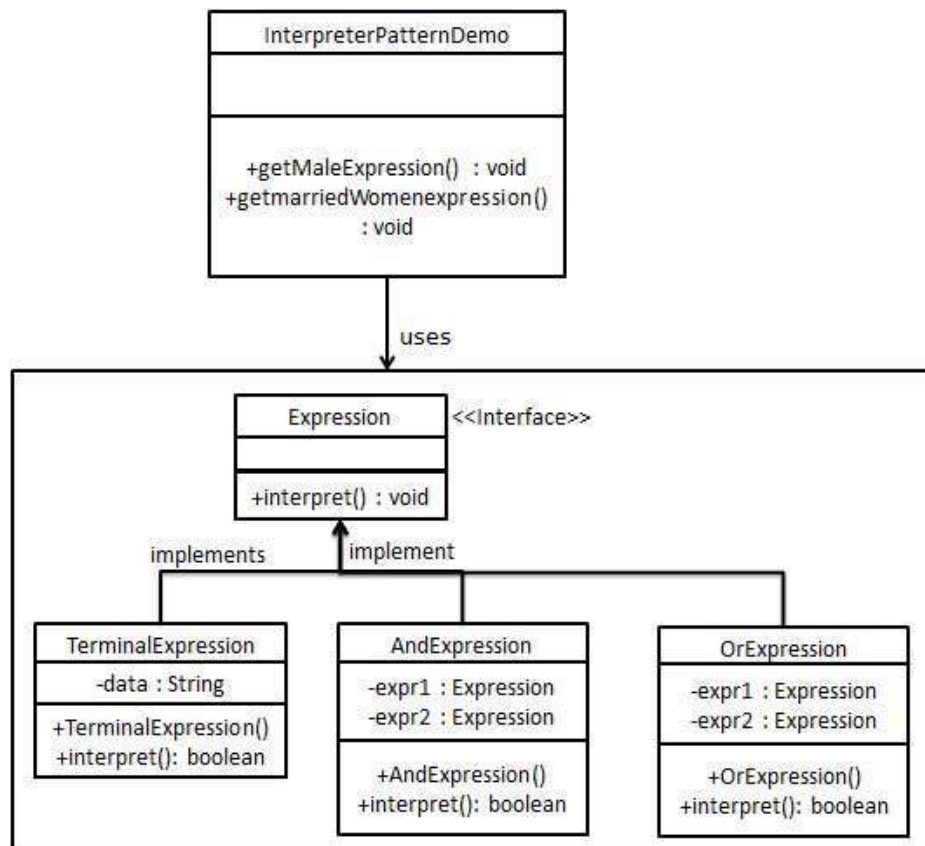 InterpreterPatternDemo
+getMaleExpression() : void
+getmarriedWomenexpression()
: void
uses
Expression
<<Interface>>
+interpret() : void
implements
implement
TerminalExpression
-data : String
+TerminalExpression()
+interpret(): boolean
AndExpression
-expr1 : Expression
-expr2 : Expression
+AndExpression()
+interpret(): boolean
OrExpression
-expr1 : Expression
-expr2 : Expression
+OrExpression()
+interpret(): boolean